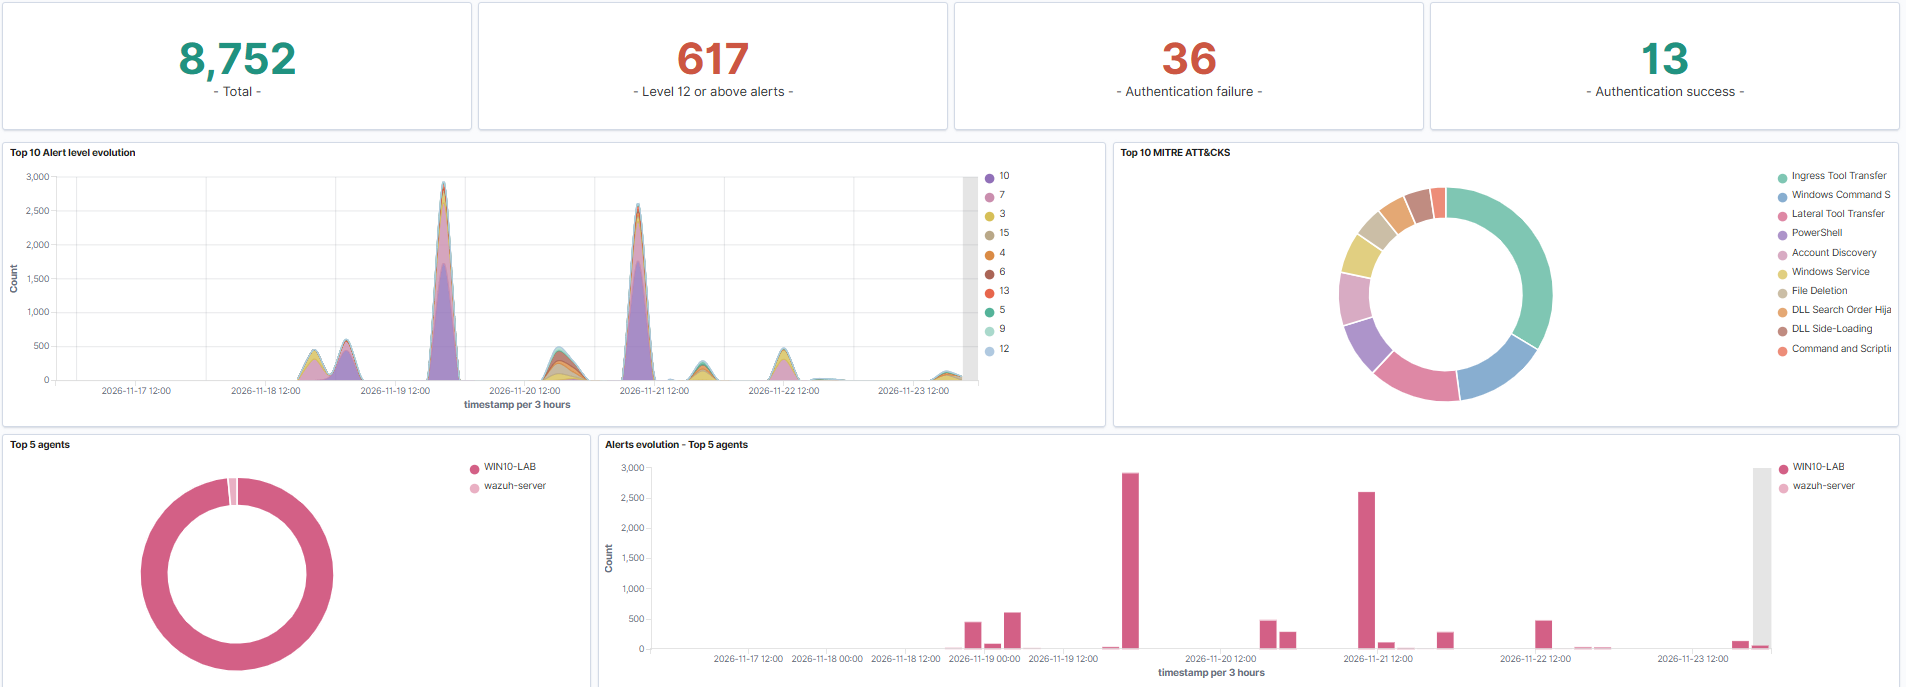 8,752
- Total -
617
- Level 12 or above alerts -
36
- Authentication failure -
13
- Authentication success -
Top 10 Alert level evolution
3,000
2,500
2,000
1,500
1,000
500
0
Count
2026-11-17 12:00
2026-11-18 12:00
2026-11-19 12:00
2026-11-20 12:00
2026-11-21 12:00
2026-11-22 12:00
2026-11-23 12:00
timestamp per 3 hours
10
7
3
15
4
6
13
5
9
12
Top 10 MITRE ATT&CKS
Ingress Tool Transfer
Windows Command S
Lateral Tool Transfer
PowerShell
Account Discovery
Windows Service
File Deletion
DLL Search Order Hija
DLL Side-Loading
Command and Scripti
Top 5 agents
WIN10-LAB
wazuh-server
Alerts evolution - Top 5 agents
3,000
2,500
2,000
1,500
1,000
500
0
Count
2026-11-17 12:00
2026-11-18 00:00
2026-11-18 12:00
2026-11-19 00:00
2026-11-19 12:00
2026-11-20 12:00
2026-11-21 12:00
2026-11-22 12:00
2026-11-23 12:00
timestamp per 3 hours
WIN10-LAB
wazuh-server